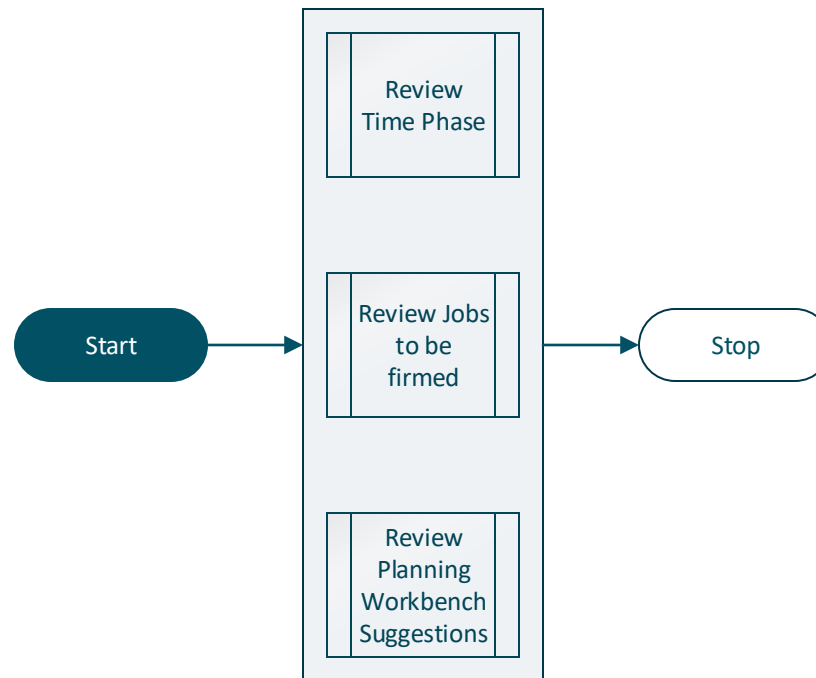 Review
Time Phase
Start
Review Jobs
to be
firmed
Stop
Review
Planning
Workbench
Suggestions